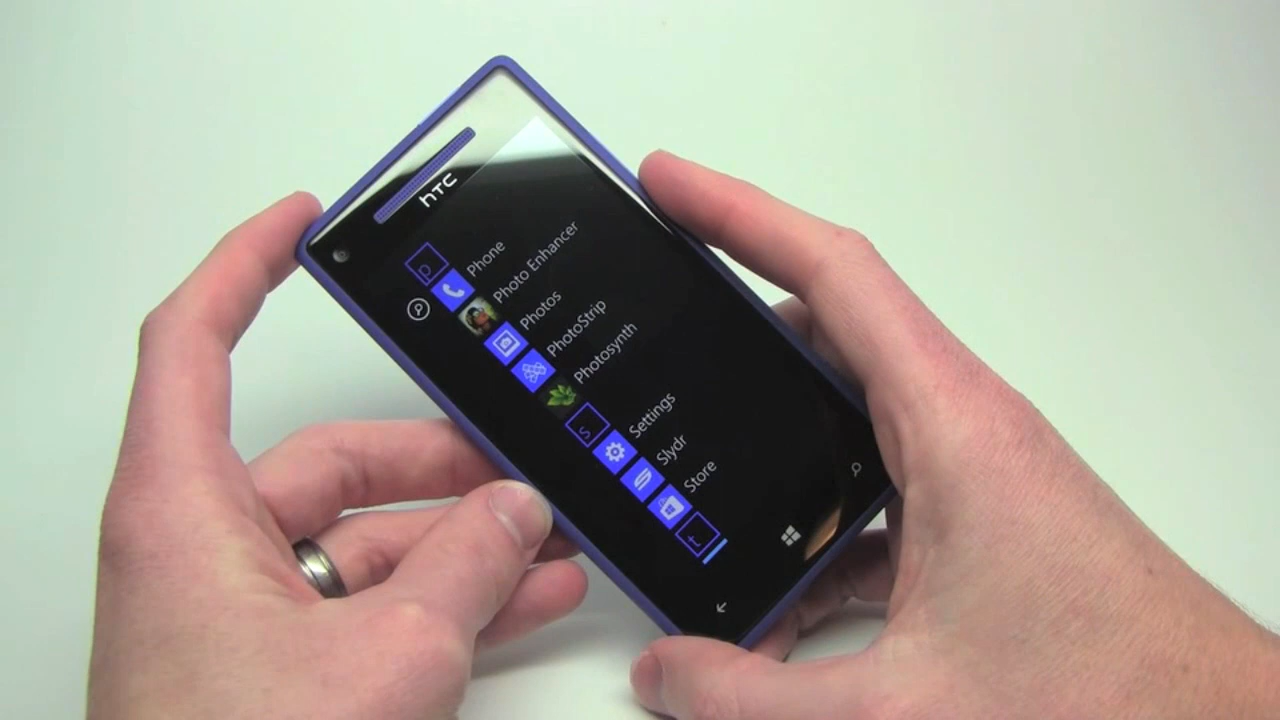 hTC
p
Phone
Photo Enhancer
Photos
PhotoStrip
Photosynth
s
Settings
Slydr
Store
t